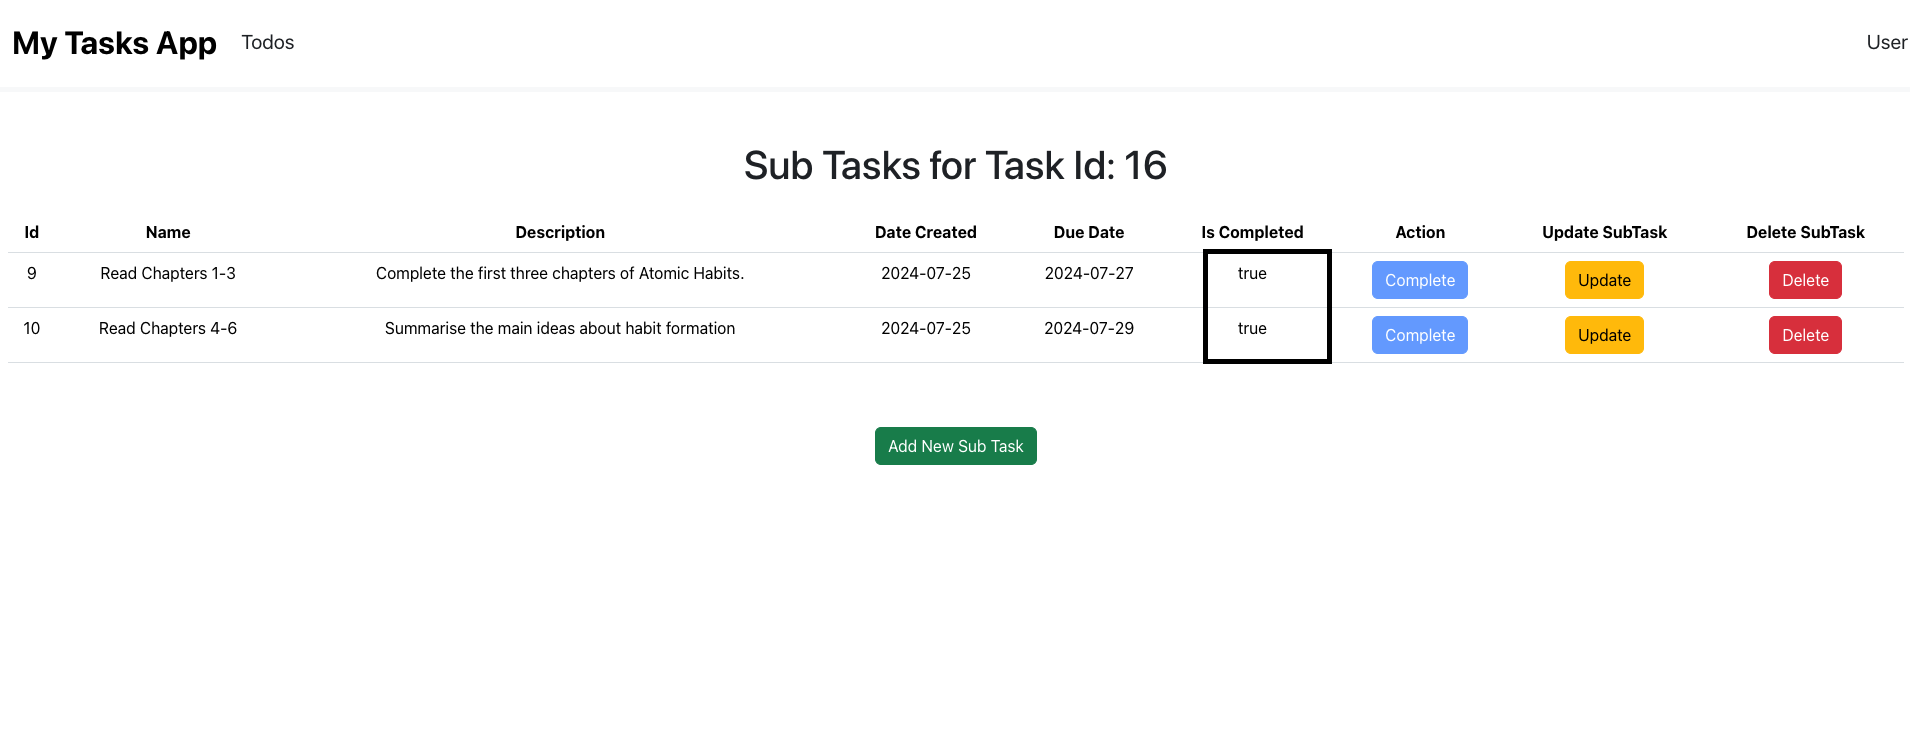 My Tasks App Todos User
Sub Tasks for Task Id: 16
Id Name Description Date Created Due Date Is Completed Action Update SubTask Delete SubTask
9 Read Chapters 1-3 Complete the first three chapters of Atomic Habits. 2024-07-25 2024-07-27 true Complete Update Delete
10 Read Chapters 4-6 Summarise the main ideas about habit formation 2024-07-25 2024-07-29 true Complete Update Delete
Add New Sub Task